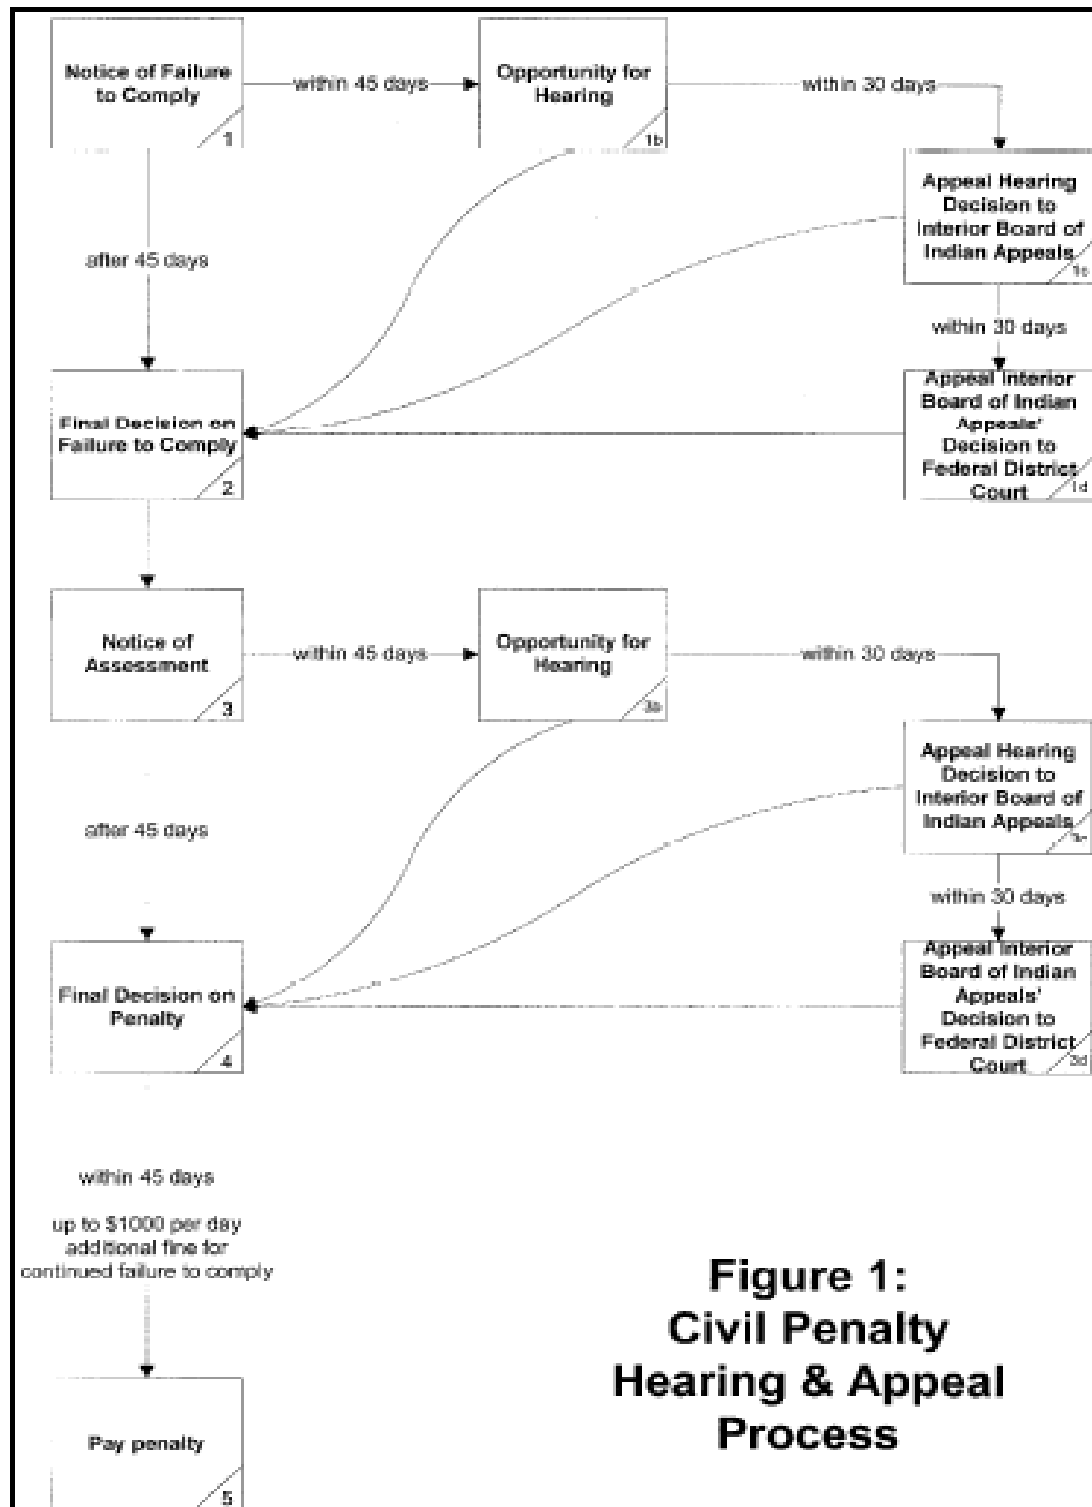 Notice of Failure
to Comply
1
within 45 days
Opportunity for
Hearing
1b
within 30 days
Appeal Hearing
Decision to
Interior Board of
Indian Appeals
1c
after 45 days
within 30 days
Final Decision on
Failure to Comply
2
Appeal Interior
Board of Indian
Appeals'
Decision to
Federal District
Court
1d
Notice of
Assessment
3
within 45 days
Opportunity for
Hearing
within 30 days
Appeal Hearing
Decision to
Interior Board of
Indian Appeals
after 45 days
within 30 days
Final Decision on
Penalty
4
Appeal Interior
Board of Indian
Appeals'
Decision to
Federal District
Court
3d
within 45 days
up to $1000 per day
additional fine for
continued failure to comply
Pay penalty
5
Figure 1:
Civil Penalty
Hearing & Appeal
Process